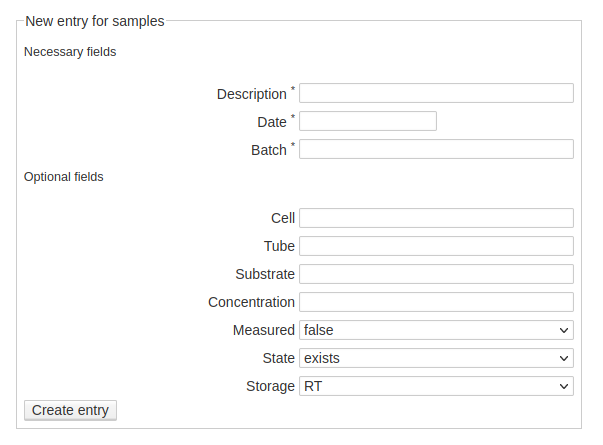 New entry for samples
Necessary fields
Description *
Date *
Batch *
Optional fields
Cell
Tube
Substrate
Concentration
Measured false
State exists
Storage RT
Create entry